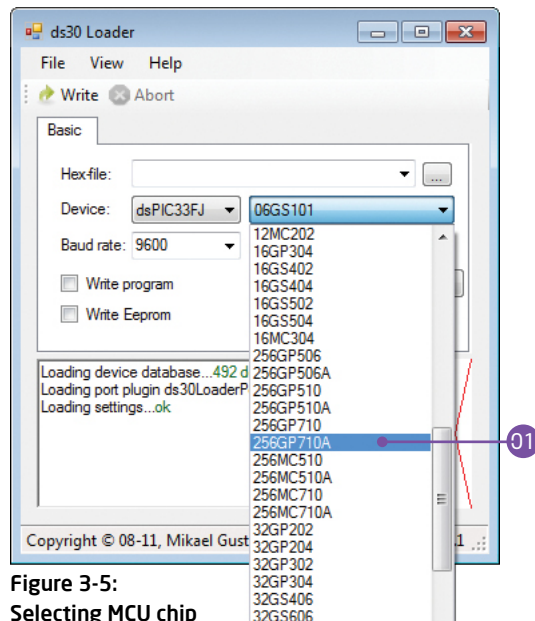 ds30 Loader
File View Help
Write Abort
Basic
Hex-file: ...
Device: dsPIC33FJ 06GS101
Baud rate: 9600
Write program
Write Eeprom
12MC202
16GP304
16GS402
16GS404
16GS502
16GS504
16MC304
256GP506
256GP506A
256GP510
256GP510A
256GP710
256GP710A
256MC510
256MC510A
256MC710
256MC710A
32GP202
32GP204
32GP302
32GP304
32GS406
32GS606
01
Loading device database...492 d
Loading port plugin ds30LoaderP
Loading settings...ok
Copyright © 08-11, Mikael Gust
Figure 3-5:
Selecting MCU chip